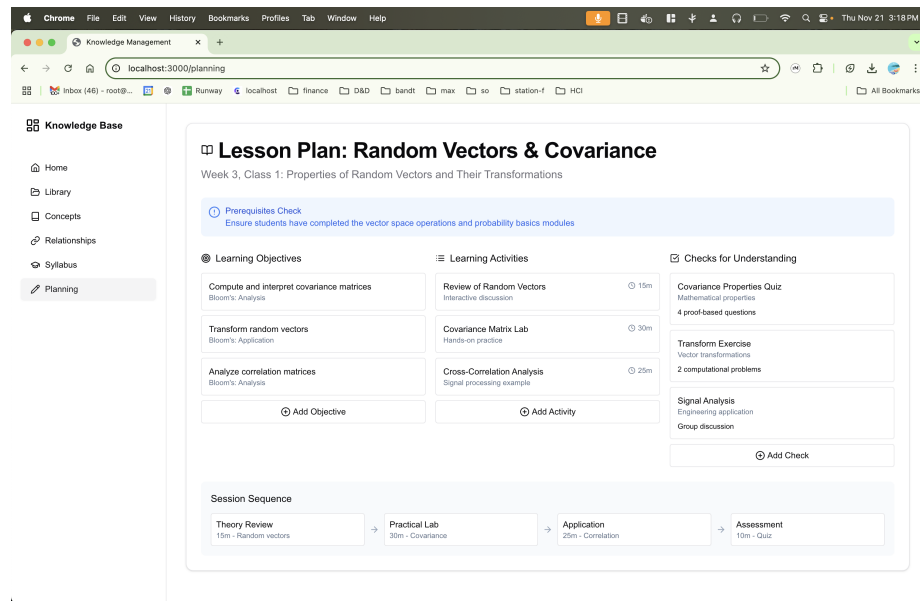 Chrome File Edit View History Bookmarks Profiles Tab Window Help Thu Nov 21 3:18 PM
Knowledge Management
localhost:3000/planning
Inbox (46) - root@... Runway localhost finance D&D bandt max so station-f HCI All Bookmarks
Knowledge Base
Home
Library
Concepts
Relationships
Syllabus
Planning
Lesson Plan: Random Vectors & Covariance
Week 3, Class 1: Properties of Random Vectors and Their Transformations
Prerequisites Check
Ensure students have completed the vector space operations and probability basics modules
Learning Objectives
Compute and interpret covariance matrices
Bloom's: Analysis
Transform random vectors
Bloom's: Application
Analyze correlation matrices
Bloom's: Analysis
Add Objective
Learning Activities
Review of Random Vectors 15m
Interactive discussion
Covariance Matrix Lab 30m
Hands-on practice
Cross-Correlation Analysis 25m
Signal processing example
Add Activity
Checks for Understanding
Covariance Properties Quiz
Mathematical properties
4 proof-based questions
Transform Exercise
Vector transformations
2 computational problems
Signal Analysis
Engineering application
Group discussion
Add Check
Session Sequence
Theory Review
15m - Random vectors
Practical Lab
30m - Covariance
Application
25m - Correlation
Assessment
10m - Quiz